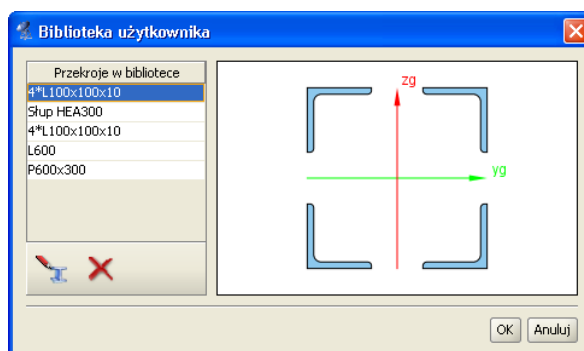 Biblioteka użytkownika
Przekroje w bibliotece
4*L100x100x10
Słup HEA300
4*L100x100x10
L600
P600x300
zg
yg
OK
Anuluj